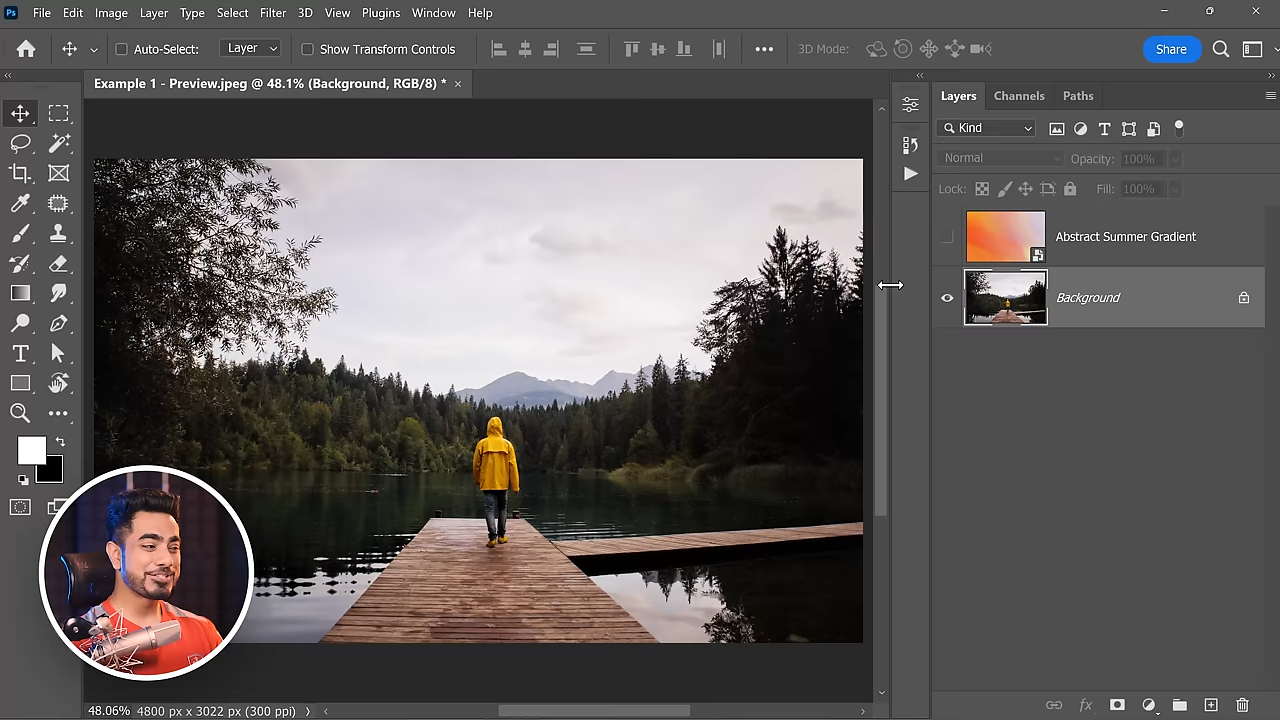 Ps File Edit Image Layer Type Select Filter 3D View Plugins Window Help
Auto-Select: Layer Show Transform Controls 3D Mode: Share
Example 1 - Preview.jpeg @ 48.1% (Background, RGB/8) *
Layers Channels Paths
Kind
Normal Opacity: 100%
Lock: Fill: 100%
Abstract Summer Gradient
Background
48.06% 4800 px x 3022 px (300 ppi)
fx